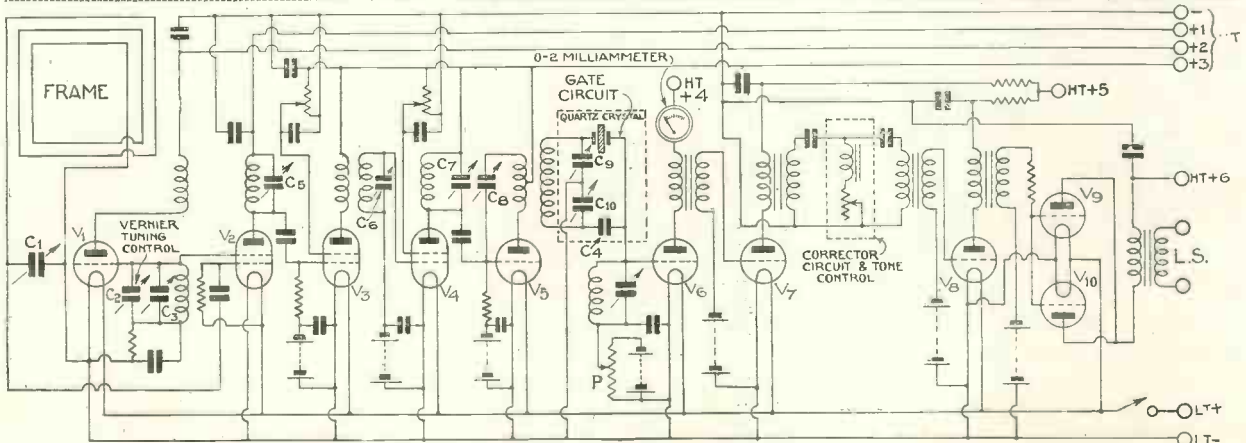 FRAME
C1
V1
VERNIER
TUNING
CONTROL
C2
C3
V2
C5
V3
C6
V4
C7
C8
V5
0-2 MILLIAMMETER
GATE
CIRCUIT
QUARTZ CRYSTAL
C9
C10
C4
P
HT
+4
V6
V7
CORRECTOR
CIRCUIT & TONE
CONTROL
V8
V9
V10
-
+1
+2
+3
T
HT+5
HT+6
L.S.
LT+
LT-